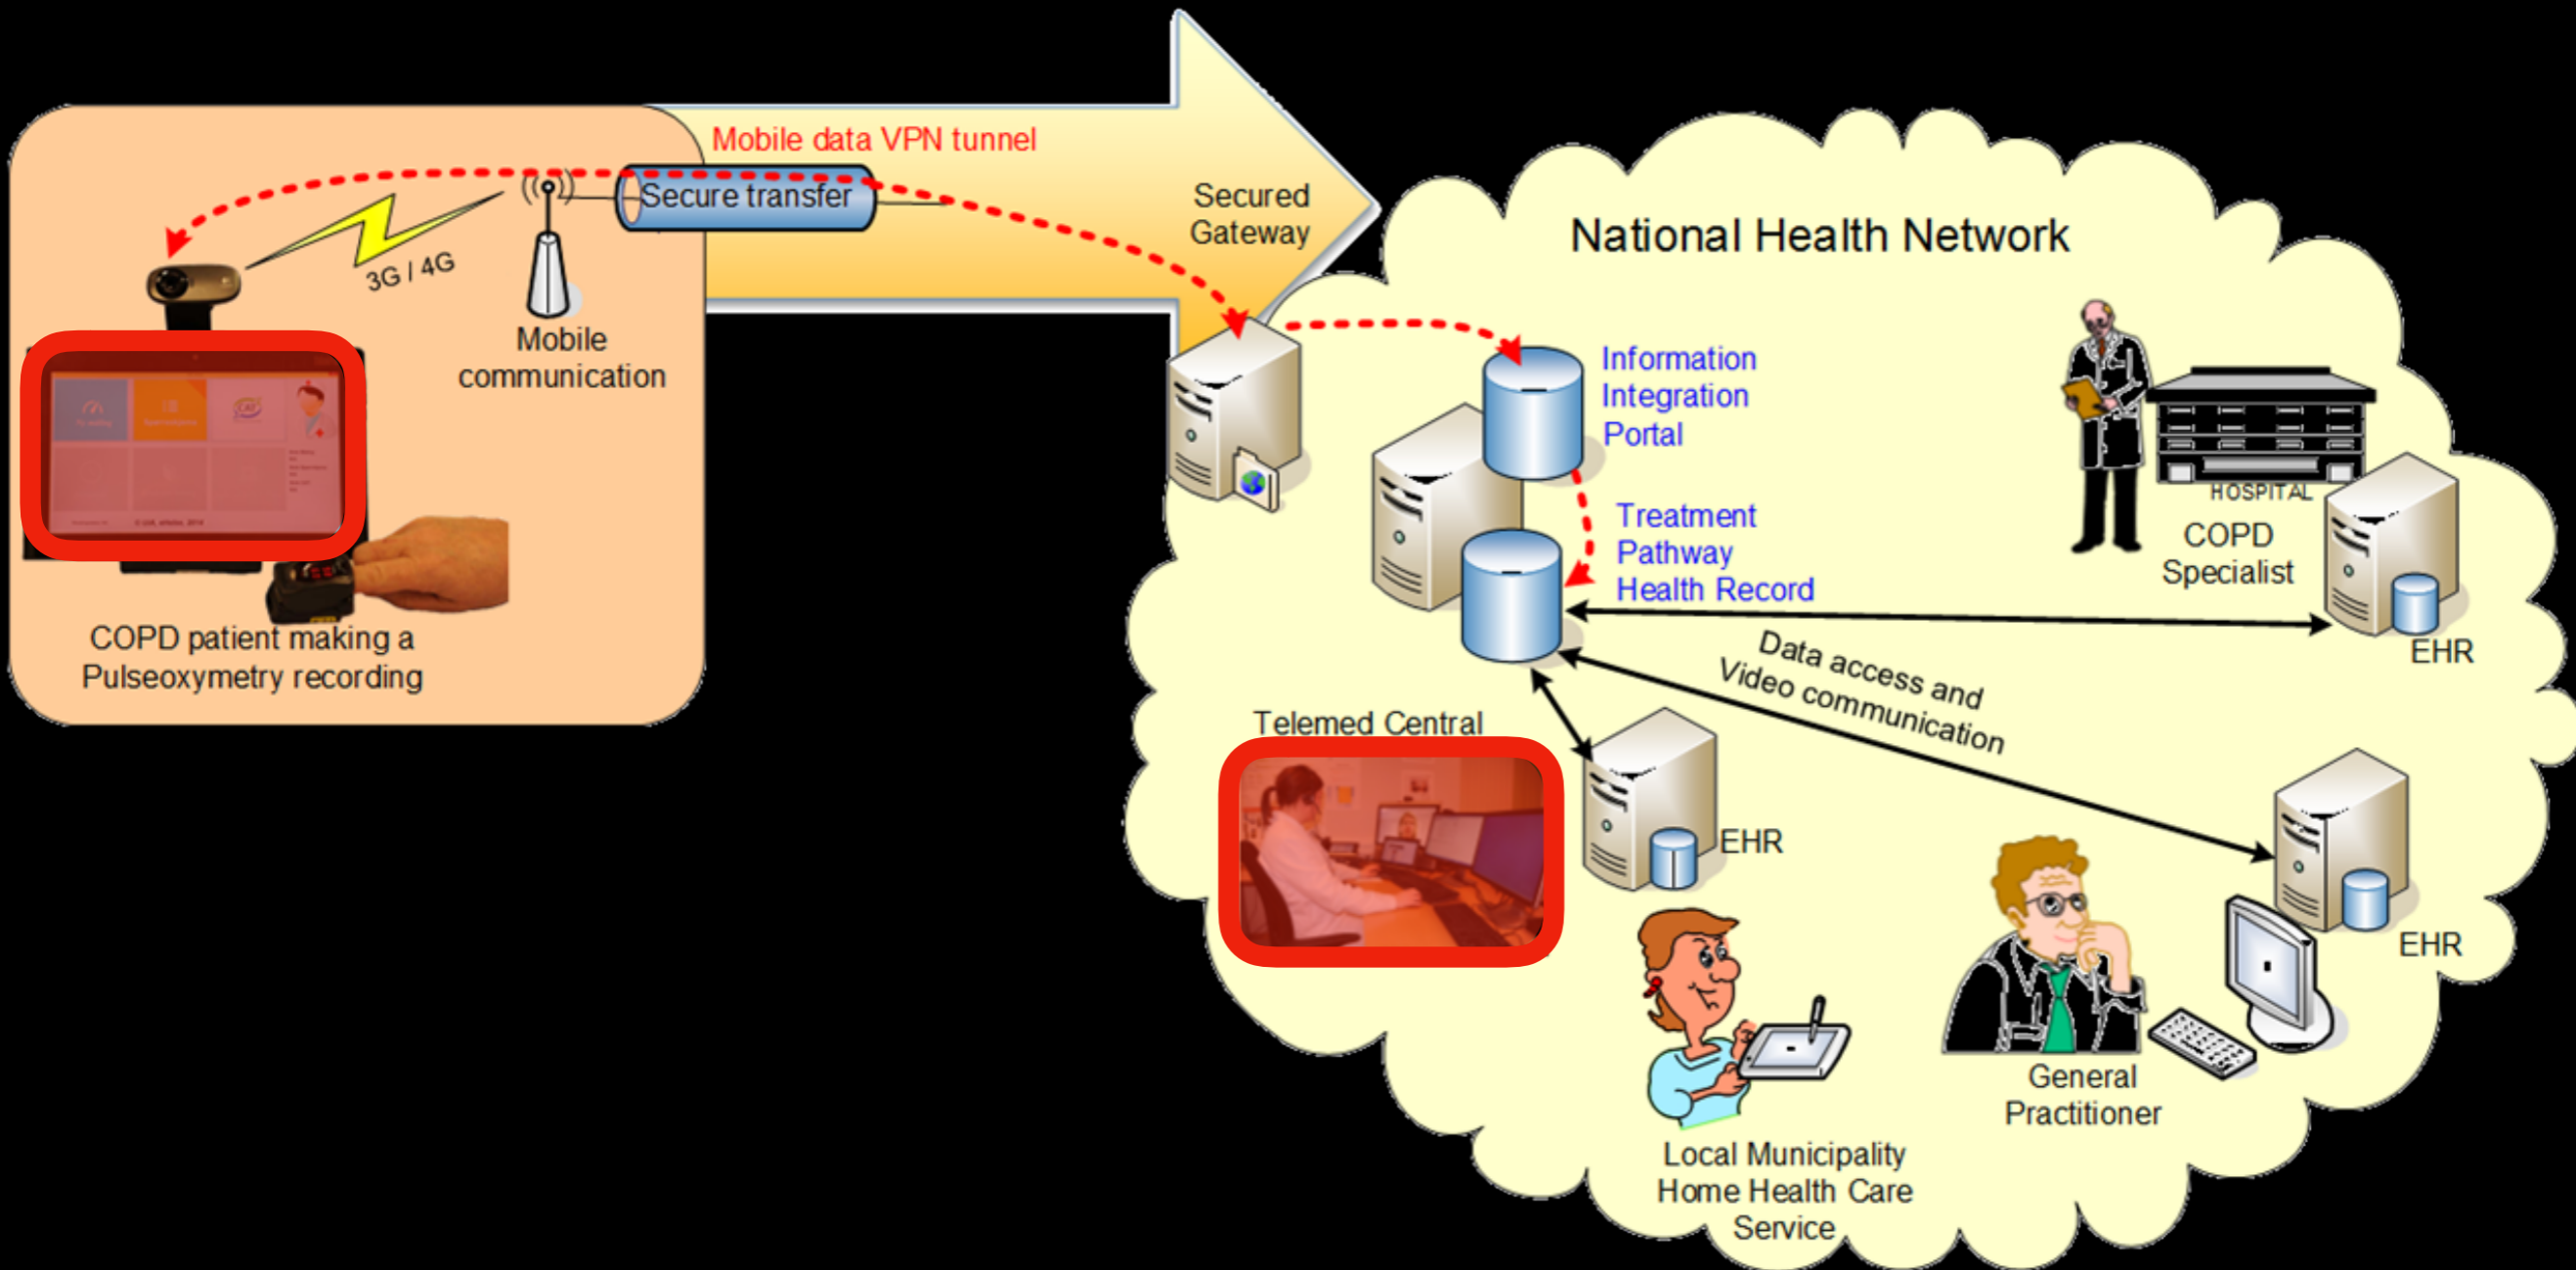 Mobile data VPN tunnel
Secure transfer
Secured
Gateway
3G / 4G
Mobile
communication
CAT
COPD patient making a
Pulseoxymetry recording
National Health Network
Information
Integration
Portal
Treatment
Pathway
Health Record
HOSPITAL
COPD
Specialist
EHR
Data access and
Video communication
Telemed Central
EHR
EHR
General
Practitioner
Local Municipality
Home Health Care
Service